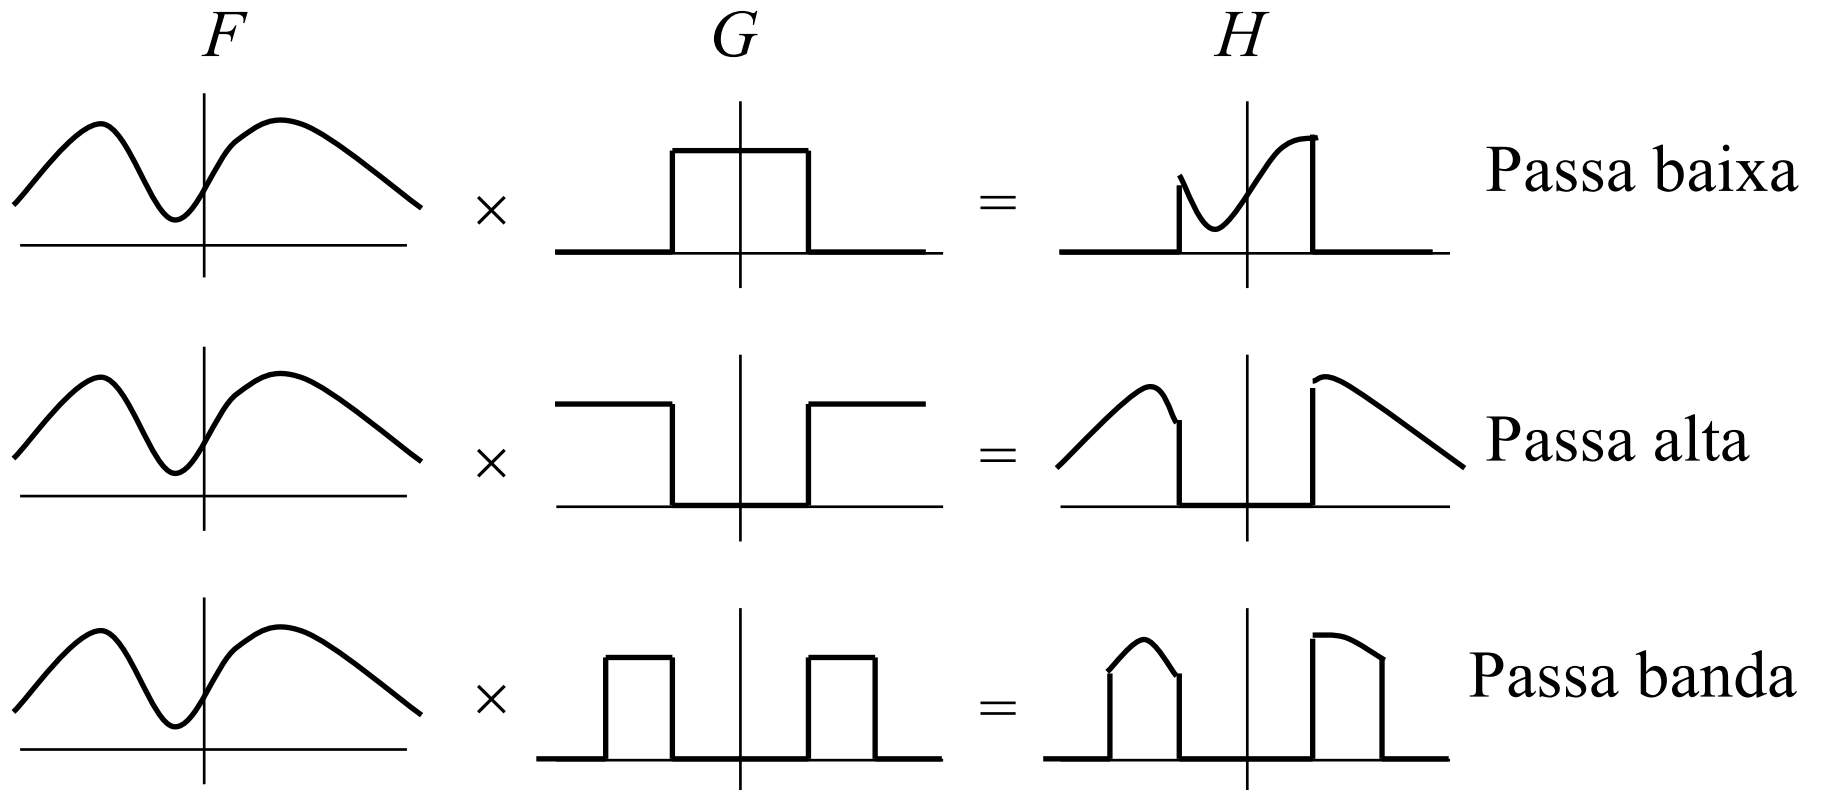 F G H
× = Passa baixa
× = Passa alta
× = Passa banda